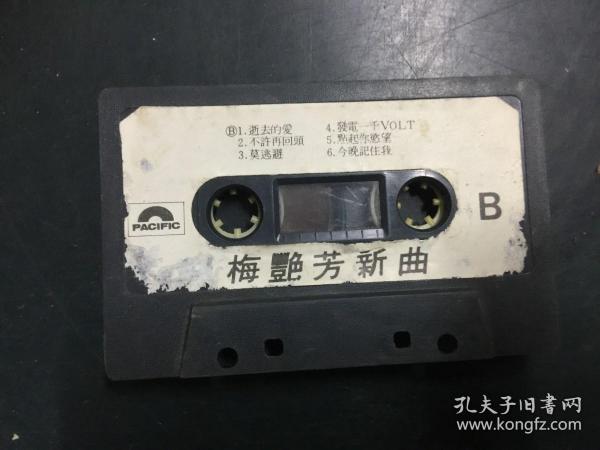 Ⓑ1.逝去的愛
2.不許再回頭
3.莫逃避
4.發電一千VOLT
5.點起你慾望
6.今晚記住我
PACIFIC
B
梅艷芳新曲
孔夫子旧書网
www.kongfz.com